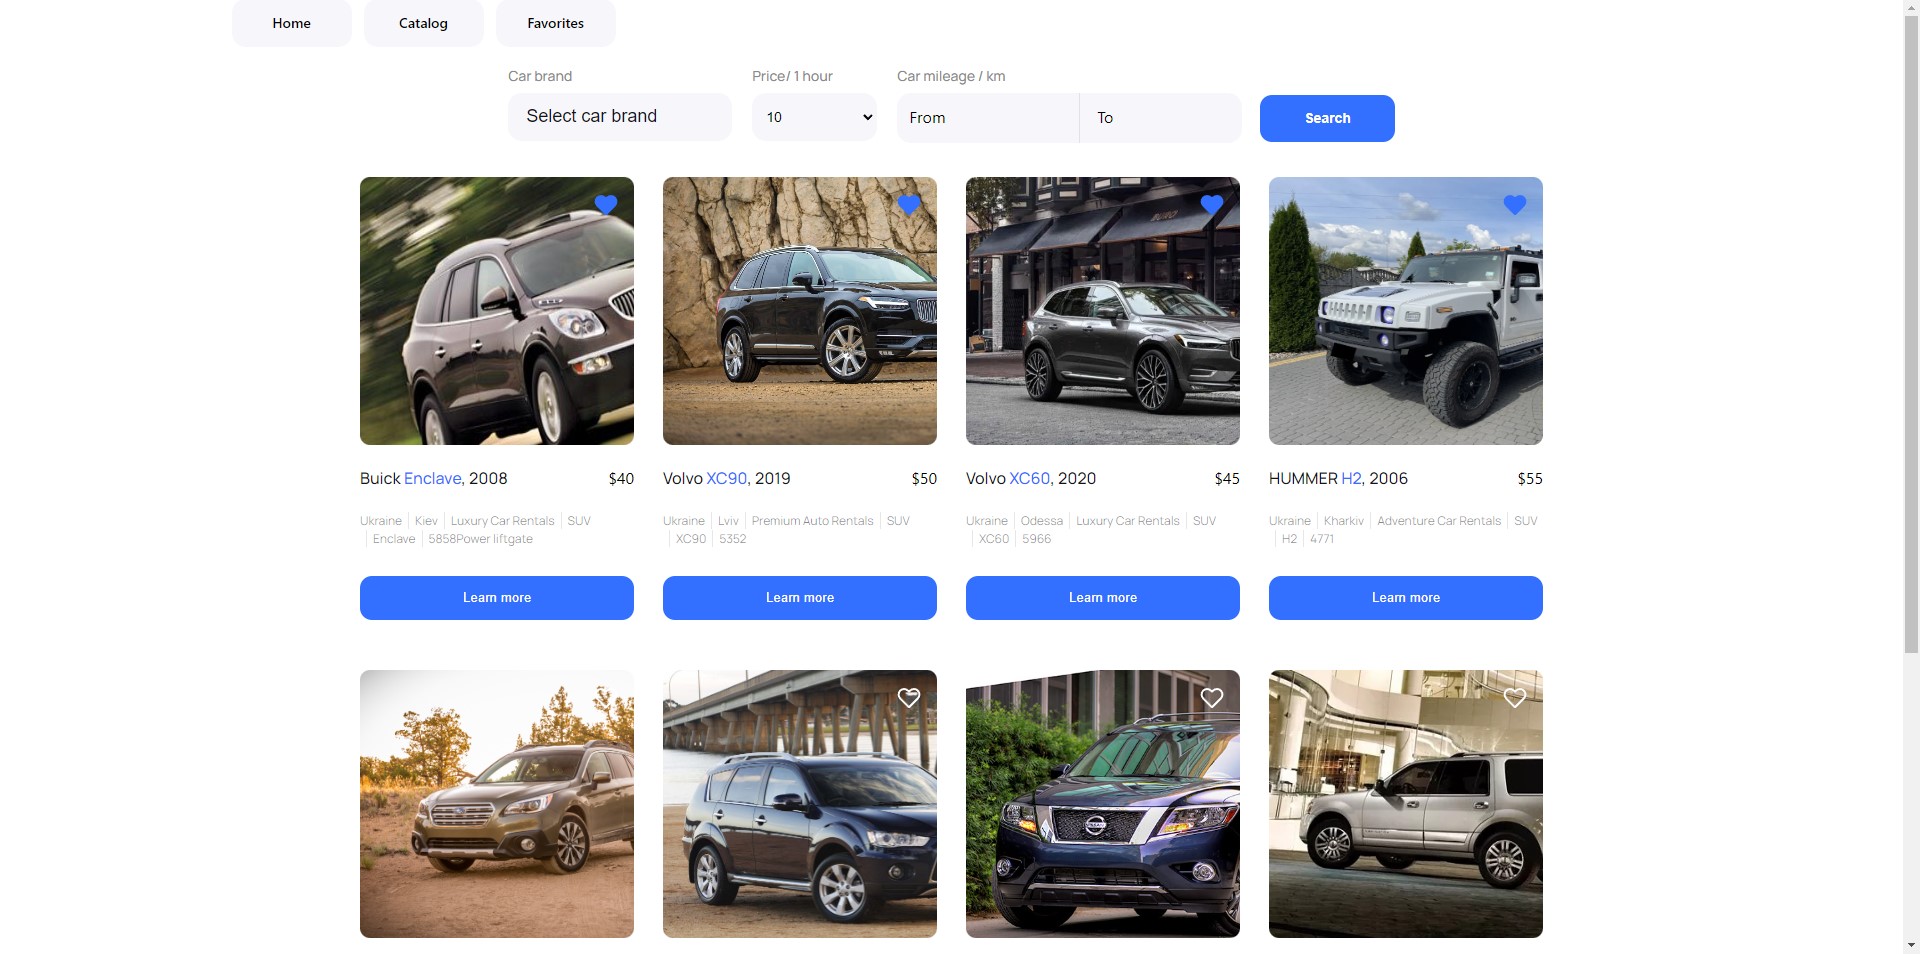 Home Catalog Favorites
Car brand Price/ 1 hour Car mileage / km
Select car brand 10 From To Search
Buick Enclave, 2008 $40
Ukraine Kiev Luxury Car Rentals SUV
Enclave 5858Power liftgate
Learn more
Volvo XC90, 2019 $50
Ukraine Lviv Premium Auto Rentals SUV
XC90 5352
Learn more
Volvo XC60, 2020 $45
Ukraine Odessa Luxury Car Rentals SUV
XC60 5966
Learn more
HUMMER H2, 2006 $55
Ukraine Kharkiv Adventure Car Rentals SUV
H2 4771
Learn more